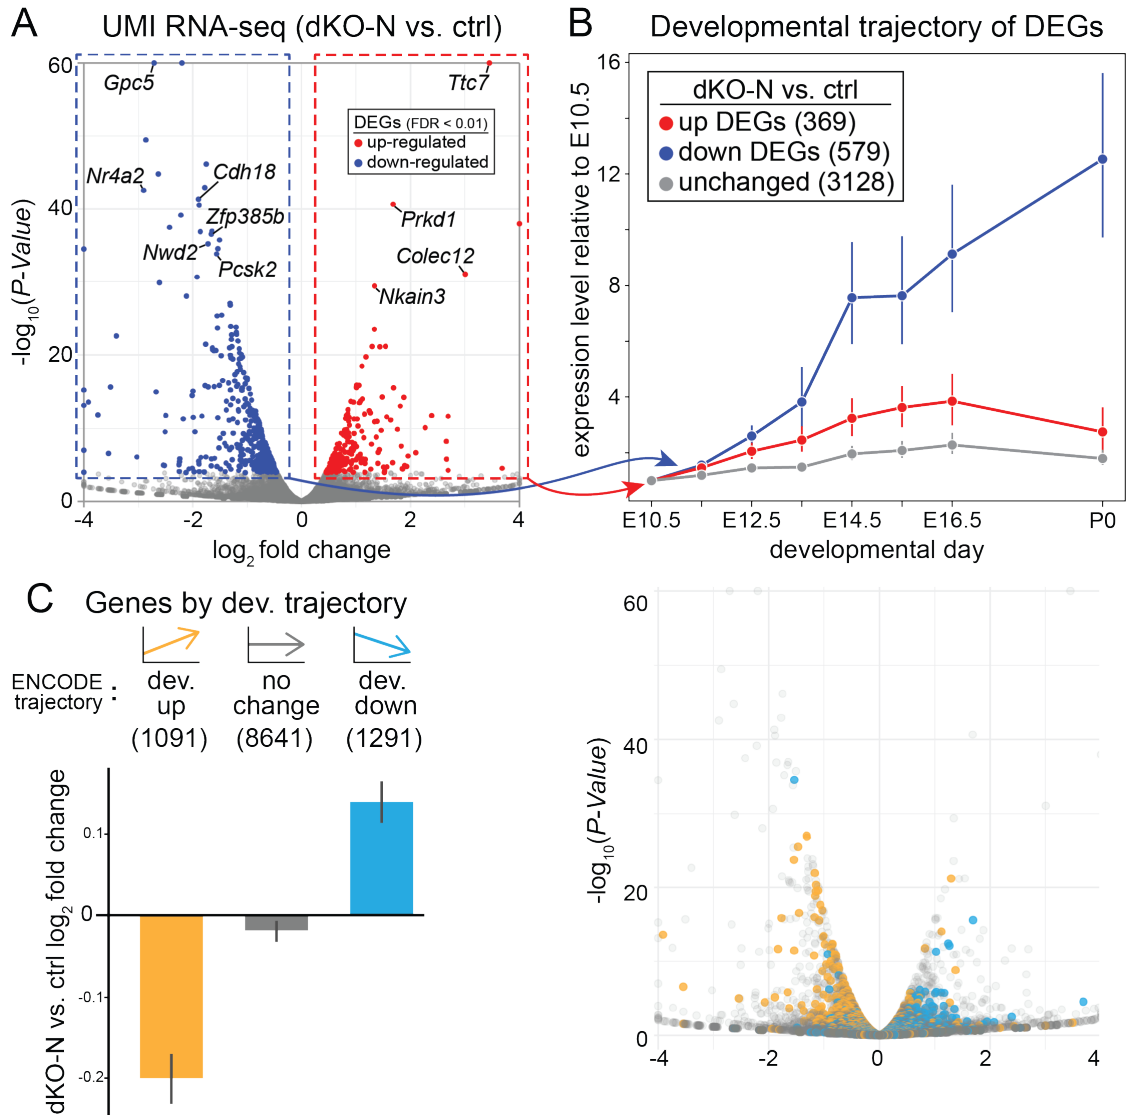 A
UMI RNA-seq (dKO-N vs. ctrl)
60
40
20
0
-log10(P-Value)
-4
-2
0
2
4
log2 fold change
Gpc5
Ttc7
DEGs (FDR < 0.01)
up-regulated
down-regulated
Nr4a2
Cdh18
Zfp385b
Nwd2
Pcsk2
Prkd1
Colec12
Nkain3
B
Developmental trajectory of DEGs
16
12
8
4
expression level relative to E10.5
dKO-N vs. ctrl
up DEGs (369)
down DEGs (579)
unchanged (3128)
E10.5
E12.5
E14.5
E16.5
P0
developmental day
C
Genes by dev. trajectory
ENCODE
trajectory :
dev.
up
(1091)
no
change
(8641)
dev.
down
(1291)
dKO-N vs. ctrl log2 fold change
0.1
0
-0.1
-0.2
60
40
20
0
-log10(P-Value)
-4
-2
0
2
4